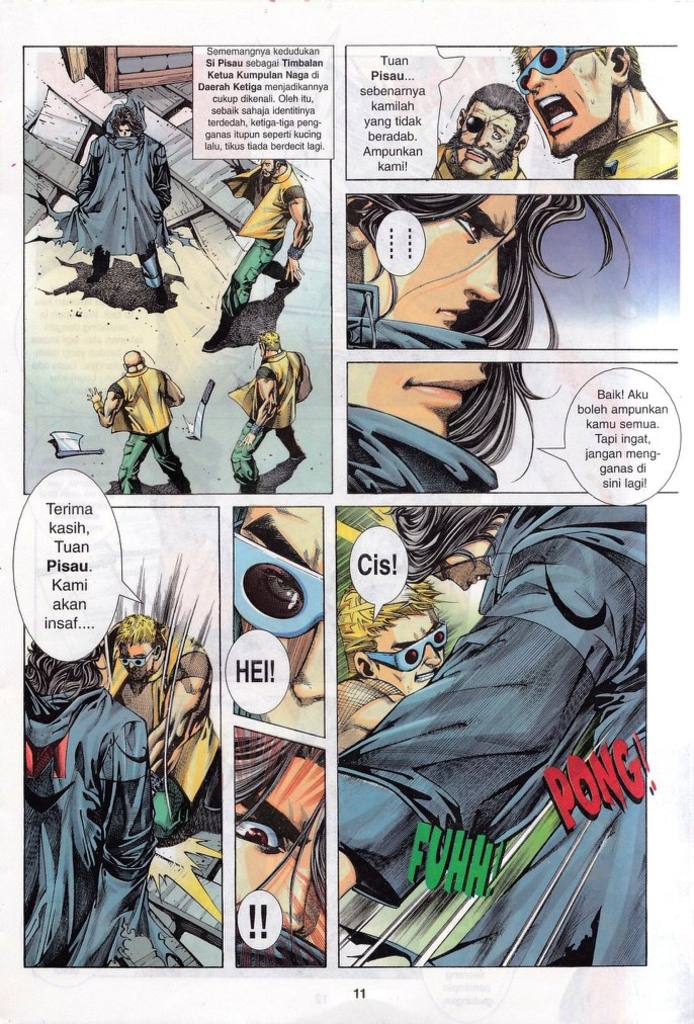 Sememangnya kedudukan
Si Pisau sebagai Timbalan
Ketua Kumpulan Naga di
Daerah Ketiga menjadikannya
cukup dikenali. Oleh itu,
sebaik sahaja identitinya
terdedah, ketiga-tiga peng-
ganas itupun seperti kucing
lalu, tikus tiada berdecit lagi.
Tuan
Pisau...
sebenarnya
kamilah
yang tidak
beradab.
Ampunkan
kami!
Baik! Aku
boleh ampunkan
kamu semua.
Tapi ingat,
jangan meng-
ganas di
sini lagi!
Terima
kasih,
Tuan
Pisau.
Kami
akan
insaf....
HEI!
!!
Cis!
FUHH!
PONG!
11